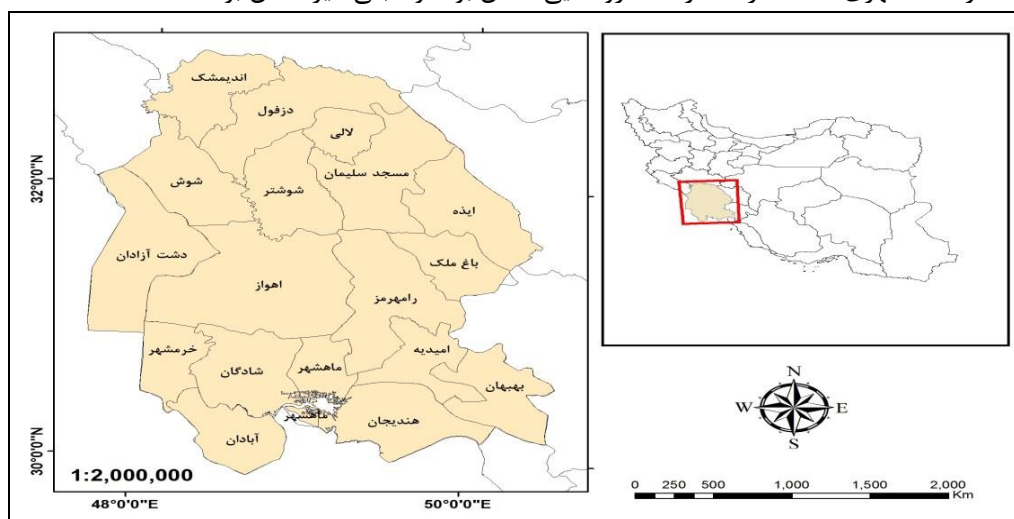 اندیمشک
دزفول
لالی
32°0'0"N
شوش
شوشتر
مسجد سلیمان
ایذه
دشت آزادان
باغ ملک
اهواز
رامهرمز
خرمشهر
شادگان
ماهشهر
امیدیه
بهبهان
ماهشهر
هندیجان
آبادان
30°0'0"N
1:2,000,000
48°0'0"E
50°0'0"E
N
W
E
S
0 250 500 1,000 1,500 2,000
Km